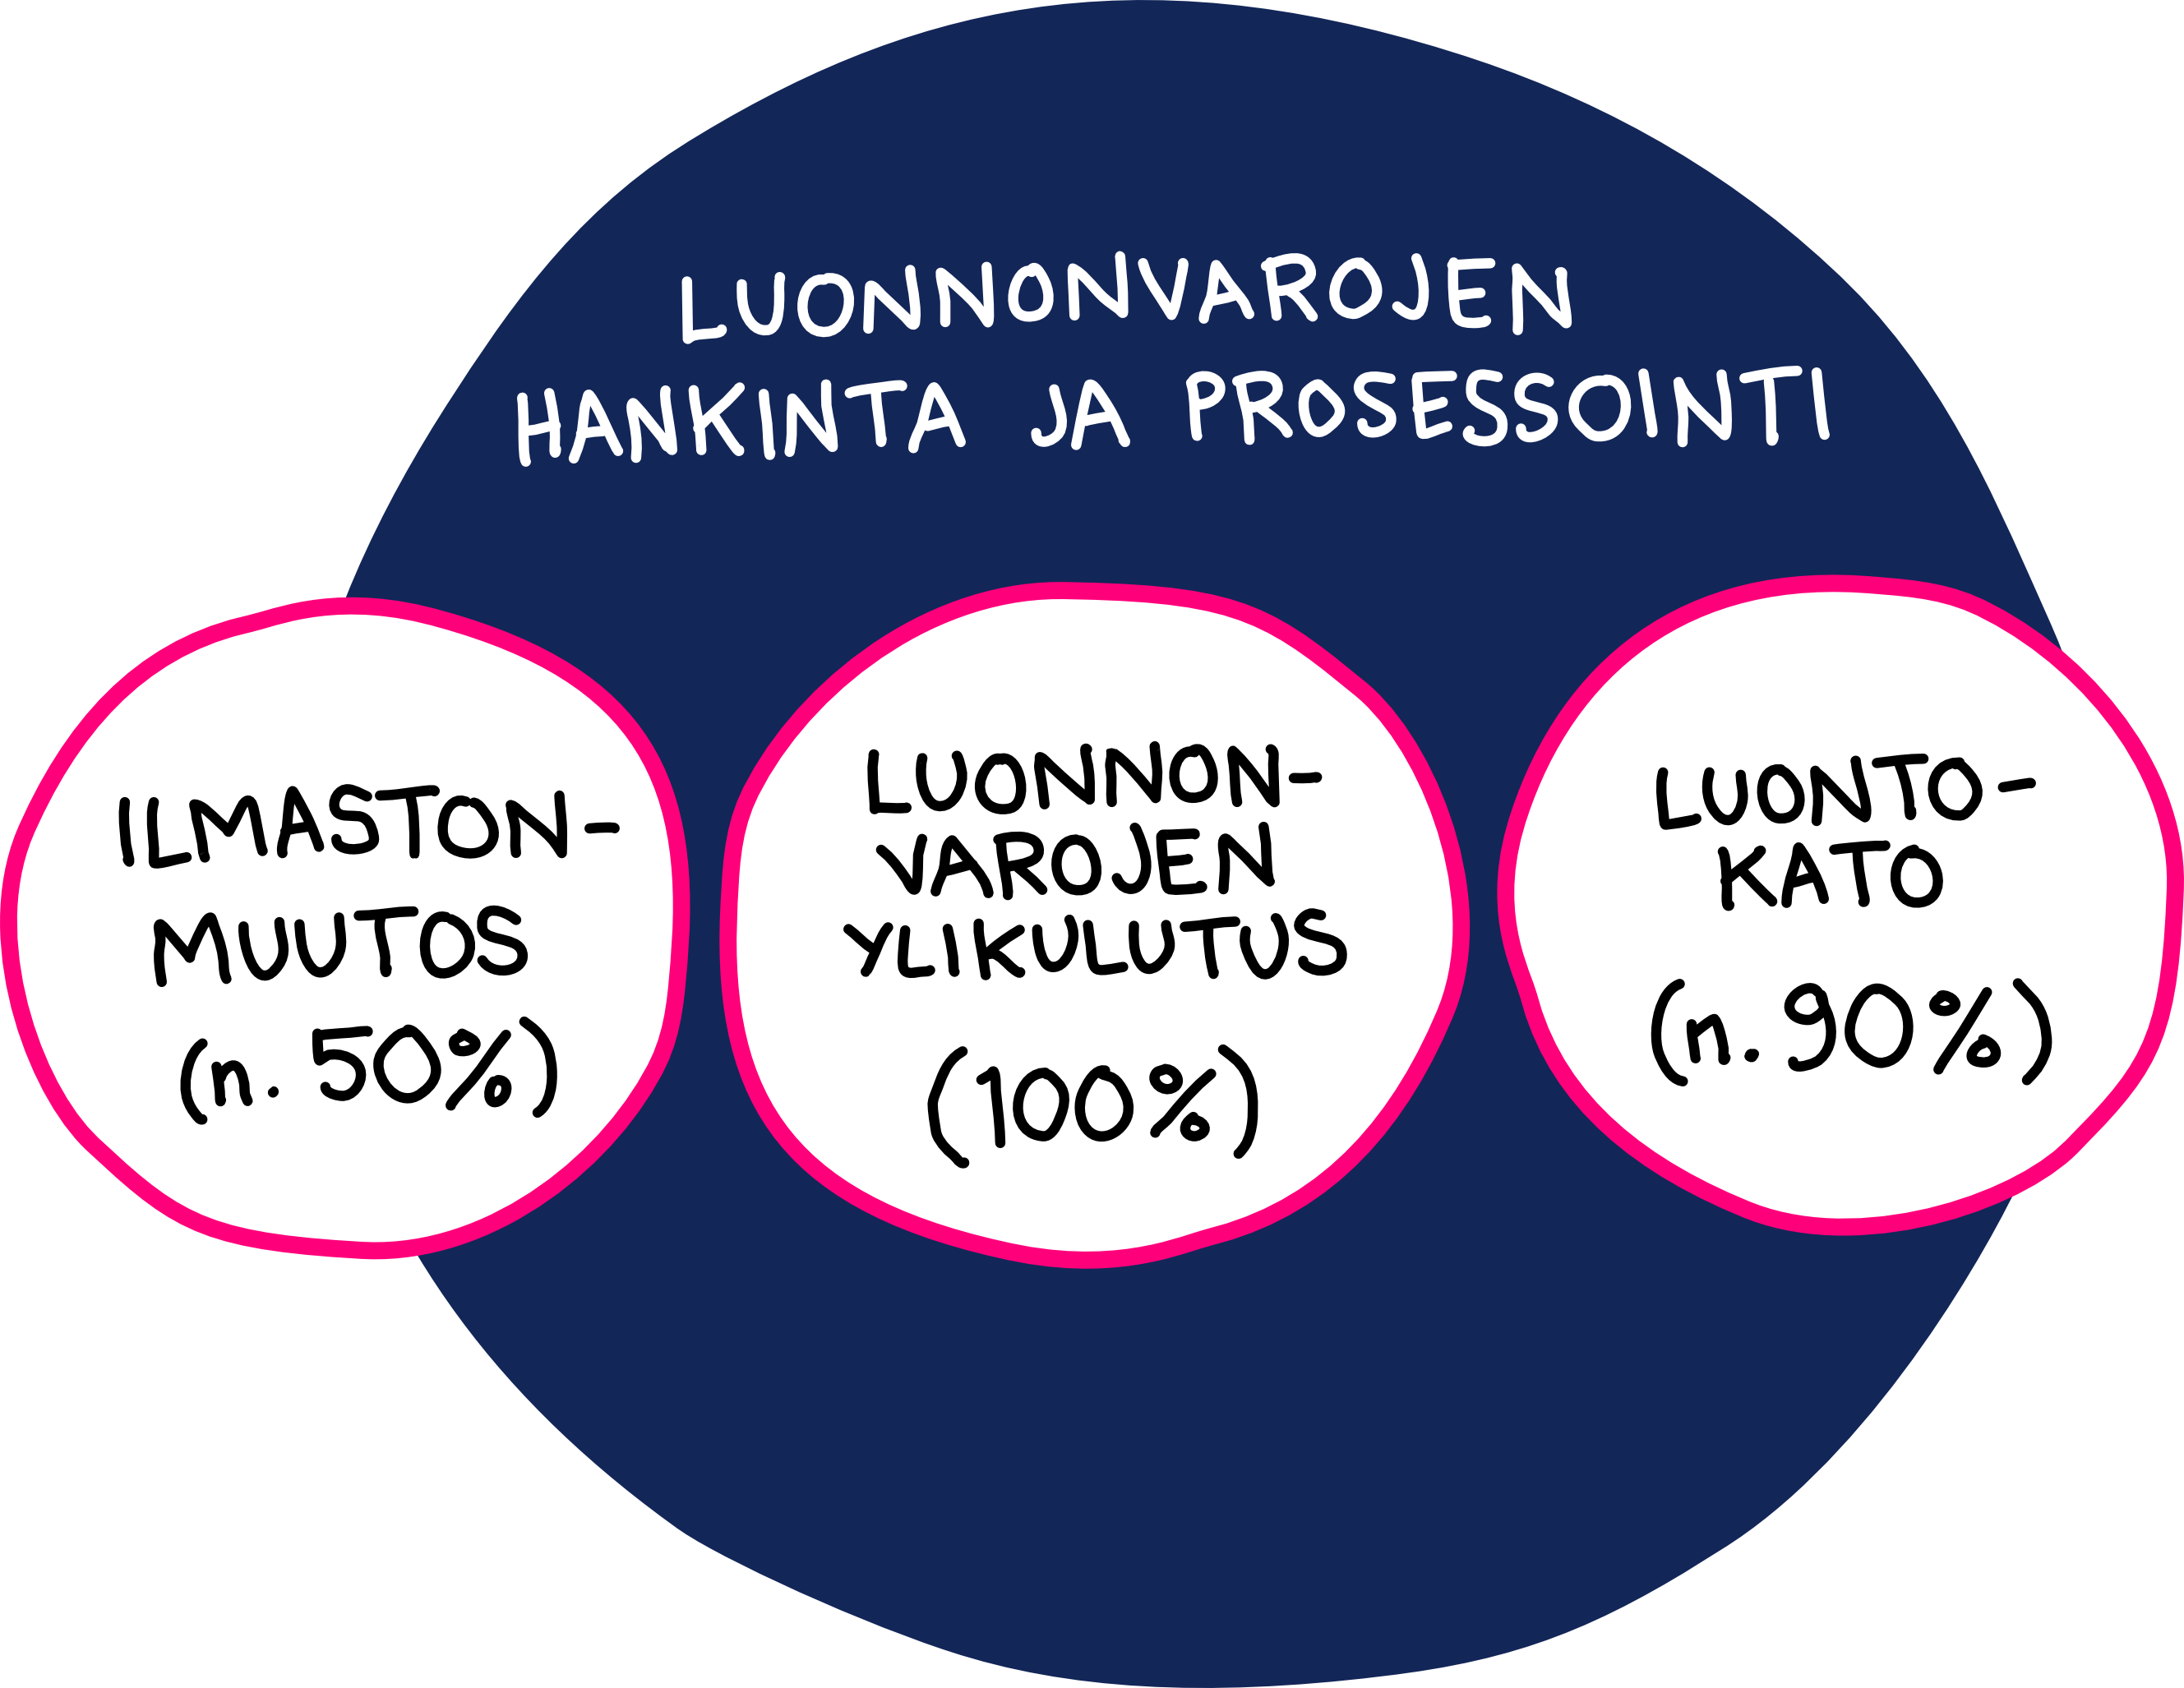 LUONNONVAROJEN
HANKINTA JA PROSESSOINTI
ILMASTON-
MUUTOS
(n. 50%)
LUONNON-
VAROJEN
YLIKULUTUS
(100%)
LUONTO-
KATO
(n. 90%)